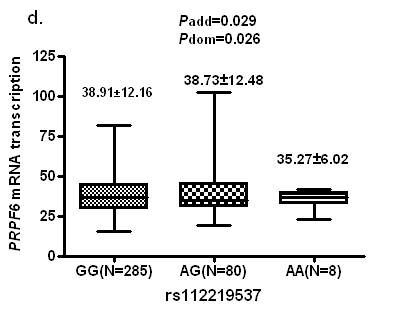 d.
Padd=0.029
Pdom=0.026
PRPF6 mRNA transcription
125
100
75
50
25
0
38.91±12.16
38.73±12.48
35.27±6.02
GG(N=285) AG(N=80) AA(N=8)
rs112219537